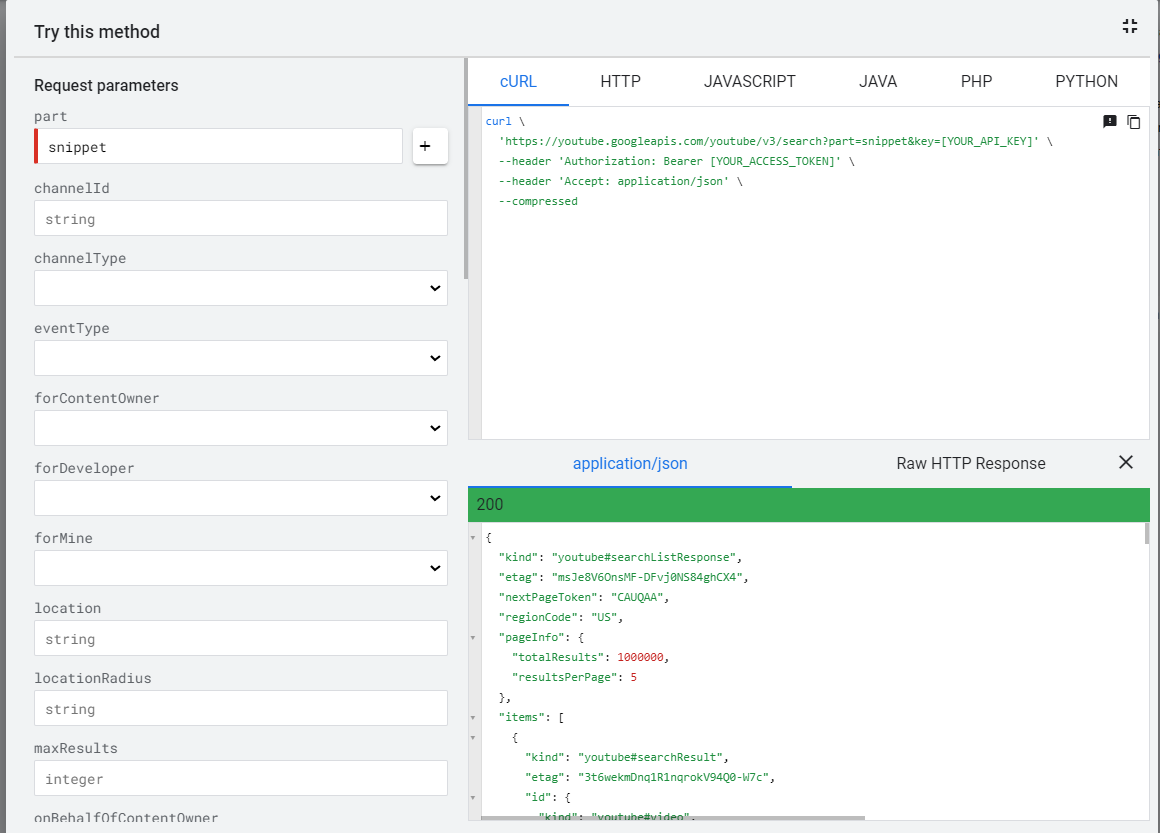 Try this method
Request parameters
part
snippet
+
channelId
string
channelType
eventType
forContentOwner
forDeveloper
forMine
location
string
locationRadius
string
maxResults
integer
onBehalfOfContentOwner
cURL HTTP JAVASCRIPT JAVA PHP PYTHON
curl \
'https://youtube.googleapis.com/youtube/v3/search?part=snippet&key=[YOUR_API_KEY]' \
--header 'Authorization: Bearer [YOUR_ACCESS_TOKEN]' \
--header 'Accept: application/json' \
--compressed
application/json Raw HTTP Response
200
{
"kind": "youtube#searchListResponse",
"etag": "msJe8V6OnsMF-DFvj0NS84ghCX4",
"nextPageToken": "CAUQAA",
"regionCode": "US",
"pageInfo": {
"totalResults": 1000000,
"resultsPerPage": 5
},
"items": [
{
"kind": "youtube#searchResult",
"etag": "3t6wekmDnq1R1nqrokV94Q0-W7c",
"id": {
"kind": "youtube#video",